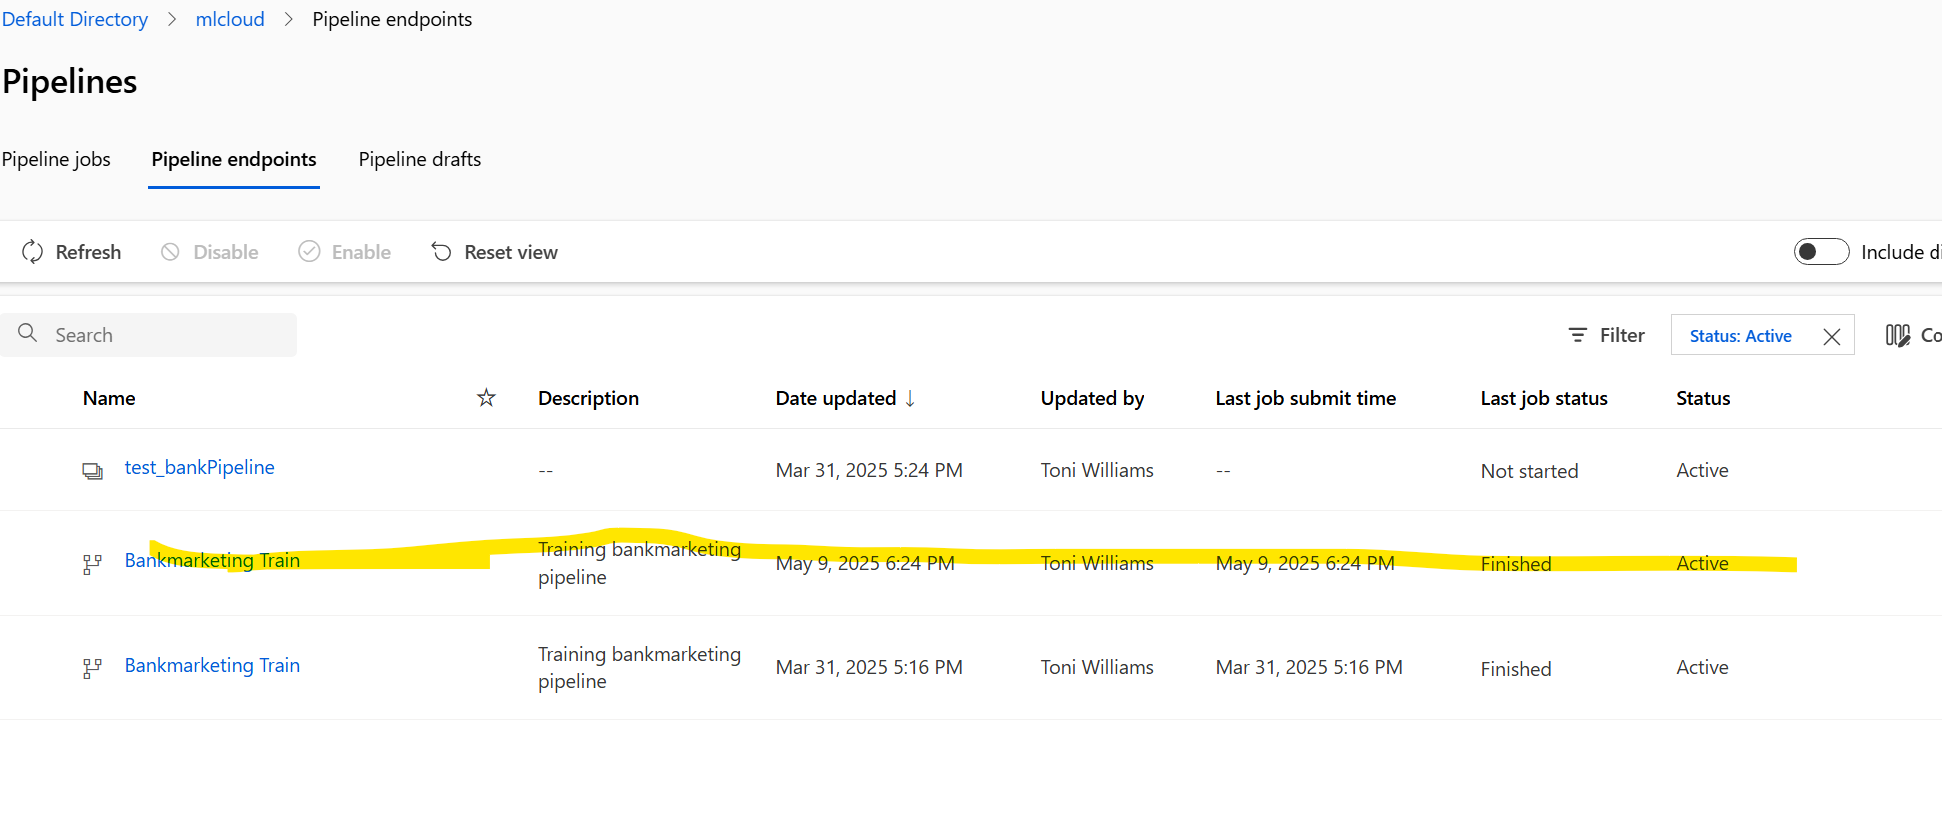 Default Directory > mlcloud > Pipeline endpoints
Pipelines
Pipeline jobs Pipeline endpoints Pipeline drafts
Refresh Disable Enable Reset view Include di
Search Filter Status: Active Co
Name Description Date updated ↓ Updated by Last job submit time Last job status Status
test_bankPipeline -- Mar 31, 2025 5:24 PM Toni Williams -- Not started Active
Bankmarketing Train Training bankmarketing pipeline May 9, 2025 6:24 PM Toni Williams May 9, 2025 6:24 PM Finished Active
Bankmarketing Train Training bankmarketing pipeline Mar 31, 2025 5:16 PM Toni Williams Mar 31, 2025 5:16 PM Finished Active